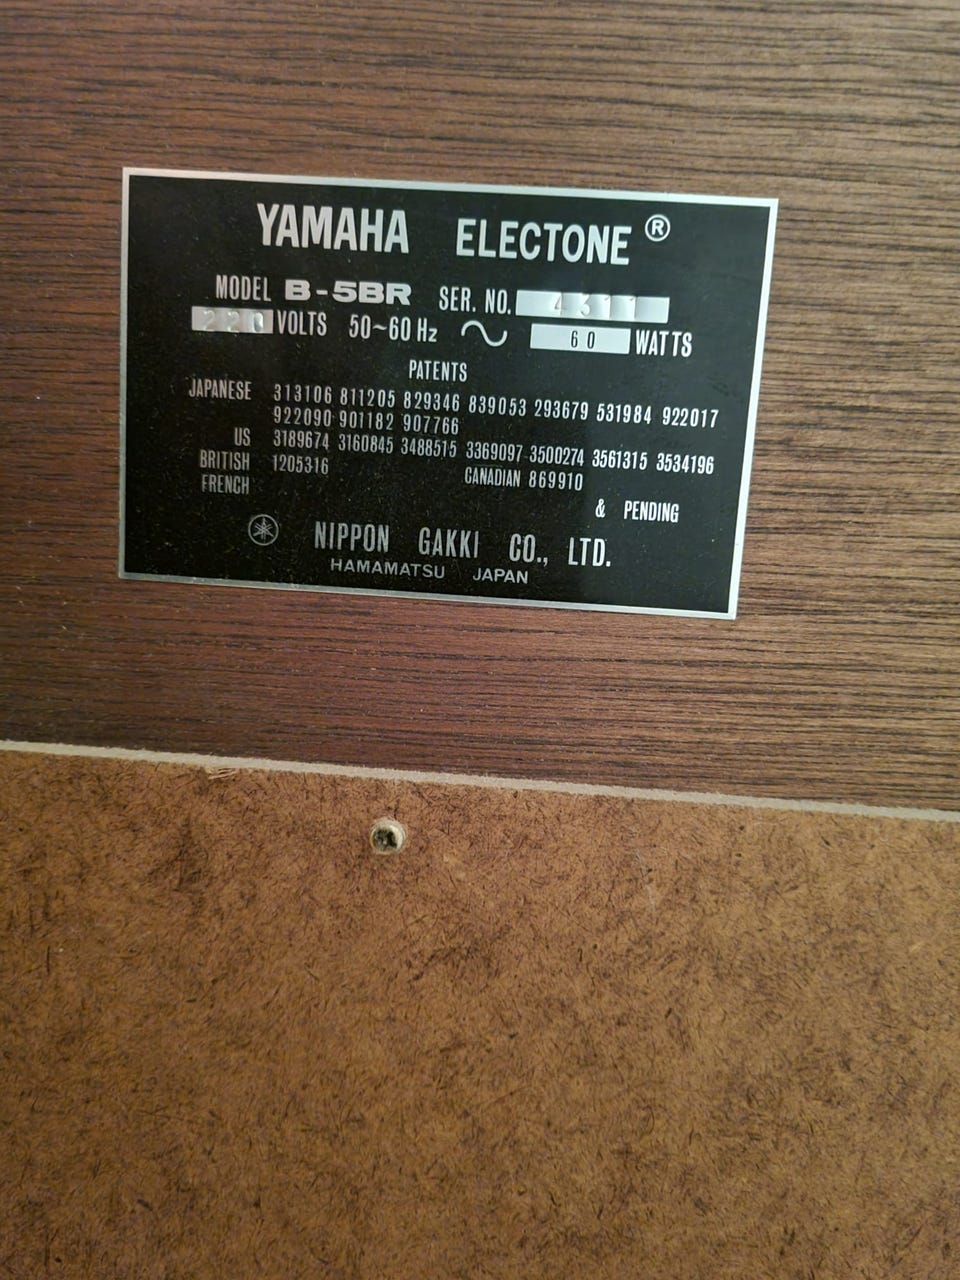 YAMAHA ELECTONE ®
MODEL B-5BR SER. NO. 4311
220 VOLTS 50~60 Hz 60 WATTS
PATENTS
JAPANESE 313106 811205 829346 839053 293679 531984 922017
922090 901182 907766
US 3189674 3160845 3488515 3369097 3500274 3561315 3534196
BRITISH 1205316 CANADIAN 869910
FRENCH
& PENDING
NIPPON GAKKI CO., LTD.
HAMAMATSU JAPAN